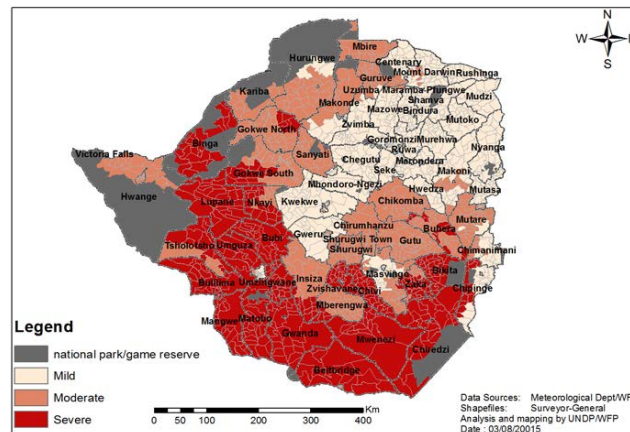 N
W E
S
Mbire
Hurungwe
Centenary
Mount Darwin Rushinga
Kariba
Guruve
Uzumba Maramba-Pfungwe Mudzi
Makonde
Shamva
Mazowe Bindura
Mutoko
Gokwe North
Zvimba
Binga
Goromonzi Murehwa
Sanyati
Ruwa
Nyanga
Victoria Falls
Chegutu
Marondera
Seke
Makoni
Gokwe South
Mhondoro-Ngezi
Hwedza
Mutasa
Hwange
Lupane Nkayi
Kwekwe
Chikomba
Mutare
Buhera
Chirumhanzu
Gweru
Chimanimani
Tsholotsho Umguza Bubi
Shurugwi Town
Gutu
Shurugwi
Insiza
Masvingo
Bikita
Bulilima Umzingwane
Zvishavane
Chivi
Zaka
Chipinge
Mberengwa
Mangwe Matobo
Gwanda
Mwenezi
Chiredzi
Beitbridge
Legend
national park/game reserve
Mild
Moderate
Severe
0 50 100 200 300 400
Km
Data Sources: Meteorological Dept/WF
Shapefiles: Surveyor-General
Analysis and mapping by UNDP/WFP
Date : 03/08/20015